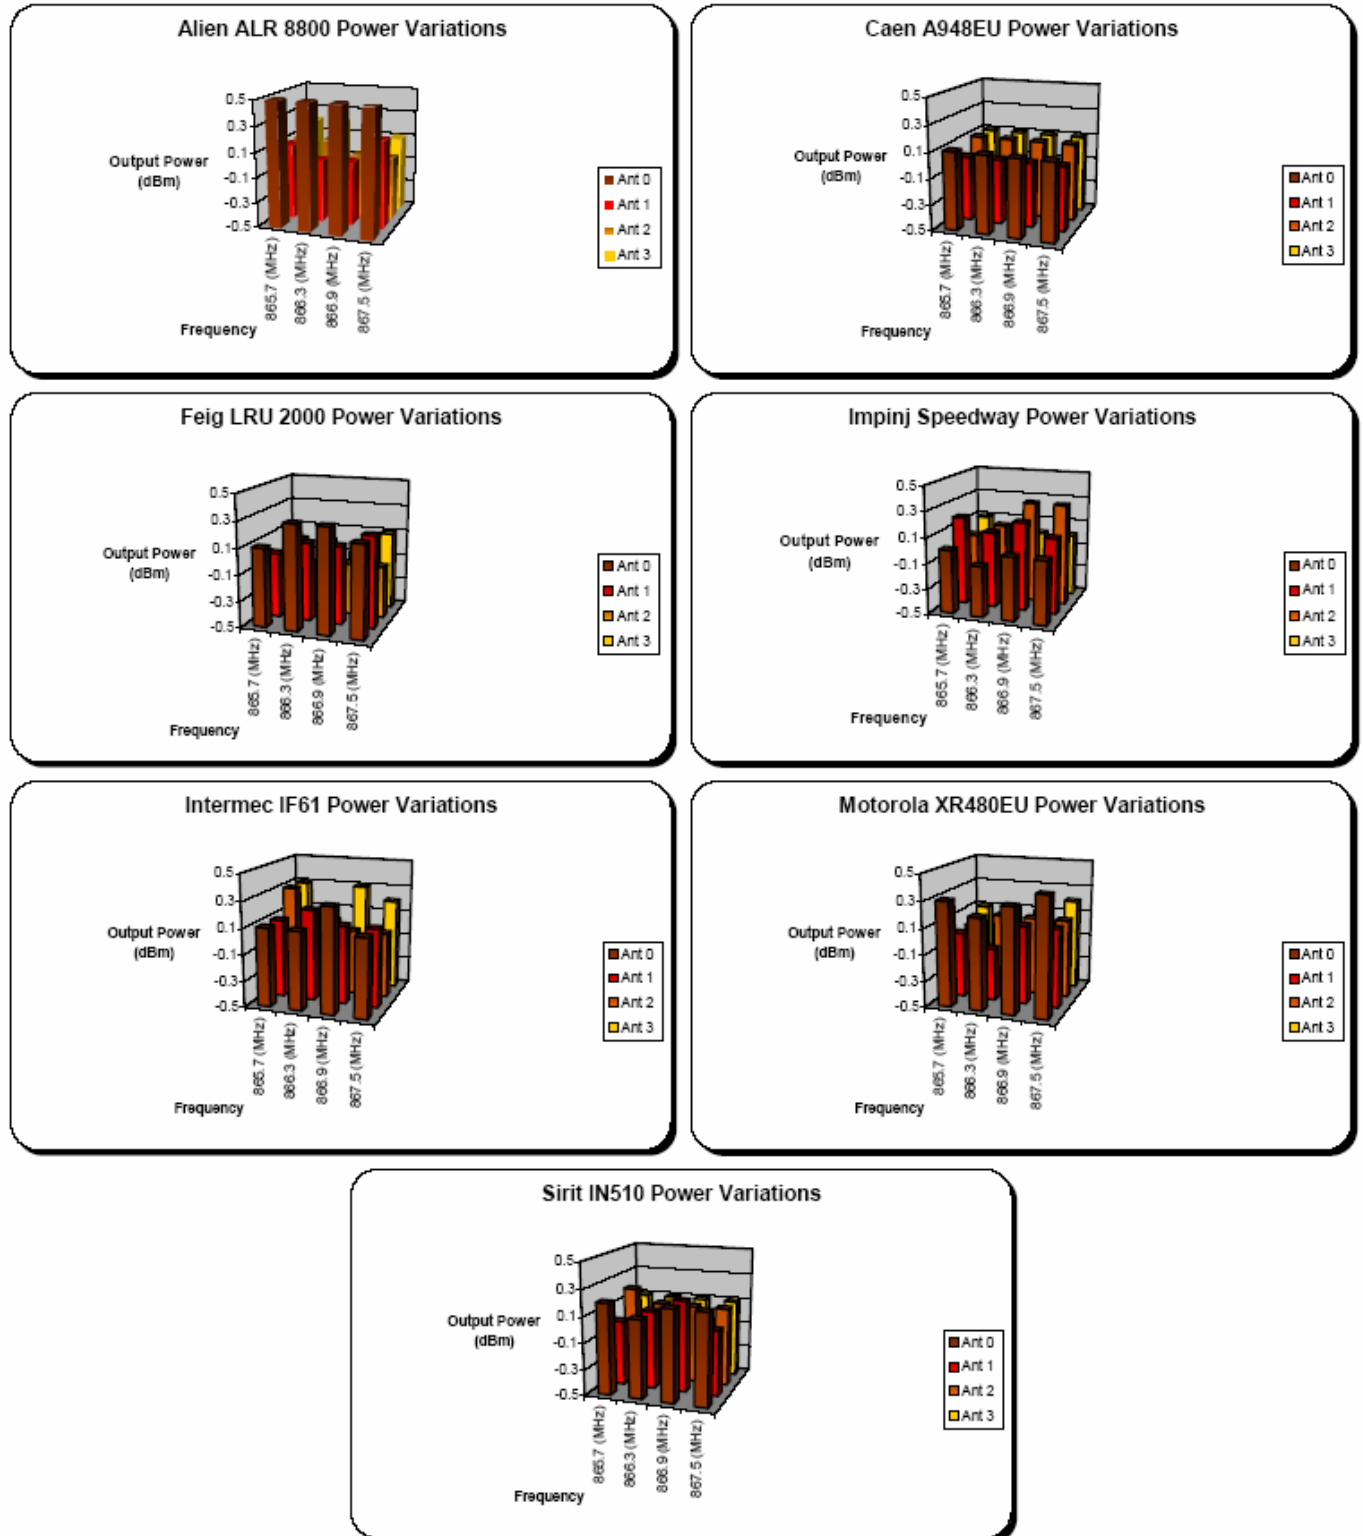 Alien ALR 8800 Power Variations
0.5
0.3
0.1
-0.1
-0.3
-0.5
Output Power
(dBm)
865.7 (MHz)
866.3 (MHz)
866.9 (MHz)
867.5 (MHz)
Frequency
Ant 0
Ant 1
Ant 2
Ant 3
Caen A948EU Power Variations
0.5
0.3
0.1
-0.1
-0.3
-0.5
Output Power
(dBm)
865.7 (MHz)
866.3 (MHz)
866.9 (MHz)
867.5 (MHz)
Frequency
Ant 0
Ant 1
Ant 2
Ant 3
Feig LRU 2000 Power Variations
0.5
0.3
0.1
-0.1
-0.3
-0.5
Output Power
(dBm)
865.7 (MHz)
866.3 (MHz)
866.9 (MHz)
867.5 (MHz)
Frequency
Ant 0
Ant 1
Ant 2
Ant 3
Impinj Speedway Power Variations
0.5
0.3
0.1
-0.1
-0.3
-0.5
Output Power
(dBm)
865.7 (MHz)
866.3 (MHz)
866.9 (MHz)
867.5 (MHz)
Frequency
Ant 0
Ant 1
Ant 2
Ant 3
Intermec IF61 Power Variations
0.5
0.3
0.1
-0.1
-0.3
-0.5
Output Power
(dBm)
865.7 (MHz)
866.3 (MHz)
866.9 (MHz)
867.5 (MHz)
Frequency
Ant 0
Ant 1
Ant 2
Ant 3
Motorola XR480EU Power Variations
0.5
0.3
0.1
-0.1
-0.3
-0.5
Output Power
(dBm)
865.7 (MHz)
866.3 (MHz)
866.9 (MHz)
867.5 (MHz)
Frequency
Ant 0
Ant 1
Ant 2
Ant 3
Sirit IN510 Power Variations
0.5
0.3
0.1
-0.1
-0.3
-0.5
Output Power
(dBm)
865.7 (MHz)
866.3 (MHz)
866.9 (MHz)
867.5 (MHz)
Frequency
Ant 0
Ant 1
Ant 2
Ant 3